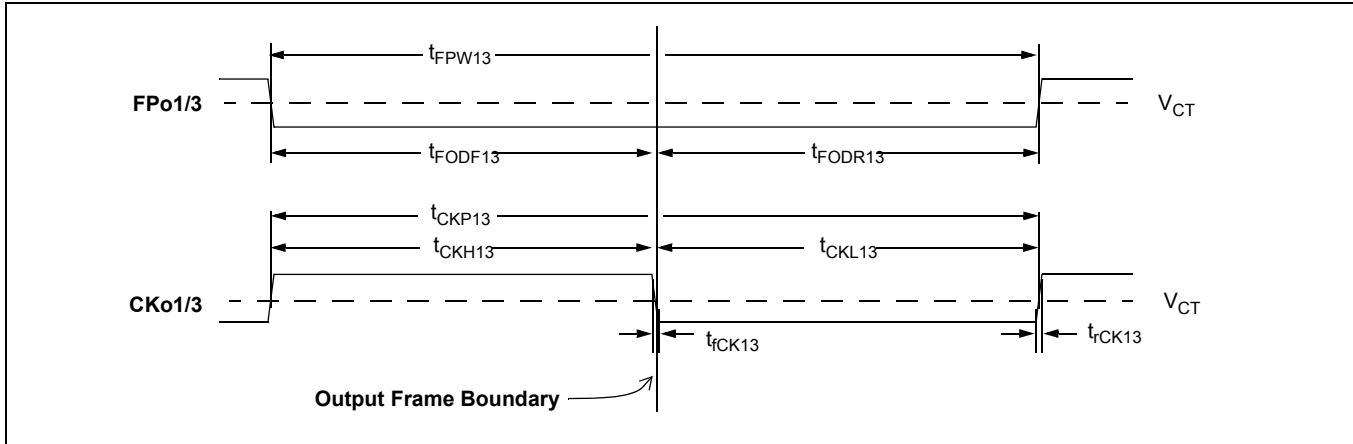 tFPW13
FPo1/3
VCT
tFODF13 tFODR13
tCKP13
tCKH13 tCKL13
CKo1/3
VCT
tfCK13 trCK13
Output Frame Boundary